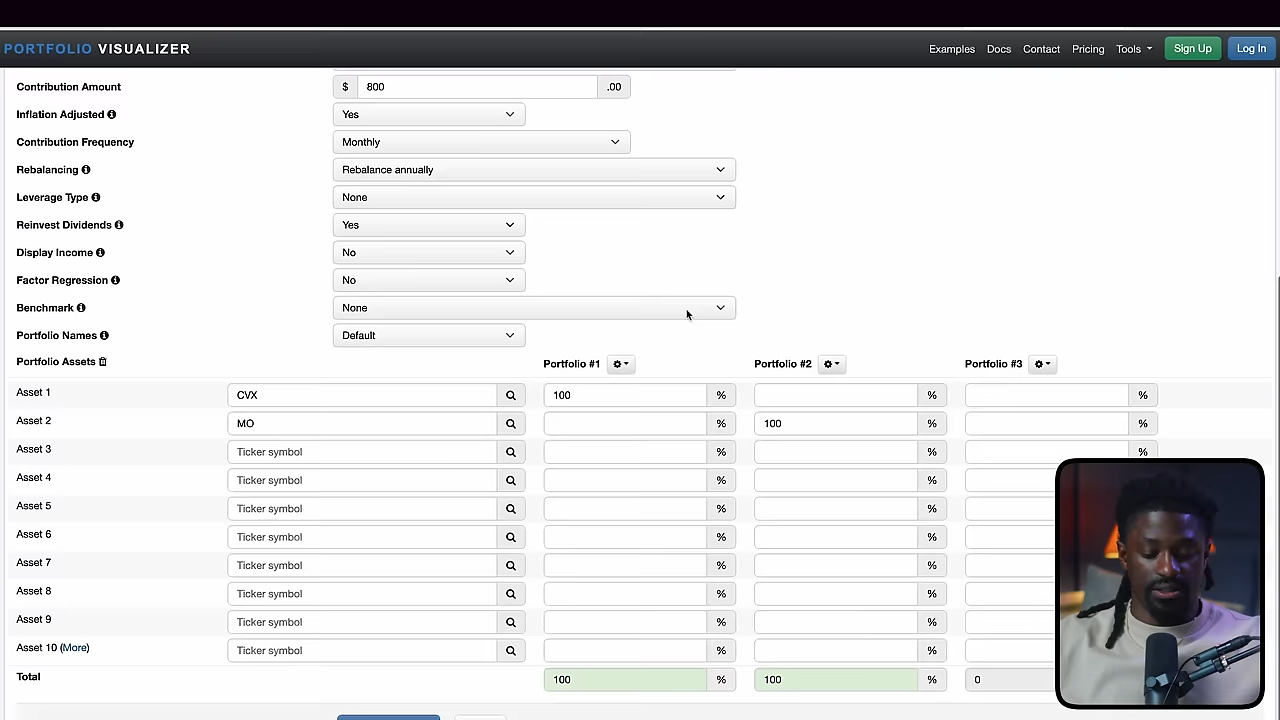 PORTFOLIO VISUALIZER Examples Docs Contact Pricing Tools Sign Up Log In
Contribution Amount $ 800 .00
Inflation Adjusted Yes
Contribution Frequency Monthly
Rebalancing Rebalance annually
Leverage Type None
Reinvest Dividends Yes
Display Income No
Factor Regression No
Benchmark None
Portfolio Names Default
Portfolio Assets Portfolio #1 Portfolio #2 Portfolio #3
Asset 1 CVX 100 % % %
Asset 2 MO % 100 % %
Asset 3 Ticker symbol % % %
Asset 4 Ticker symbol % %
Asset 5 Ticker symbol % %
Asset 6 Ticker symbol % %
Asset 7 Ticker symbol % %
Asset 8 Ticker symbol % %
Asset 9 Ticker symbol % %
Asset 10 (More) Ticker symbol % %
Total 100 % 100 % 0